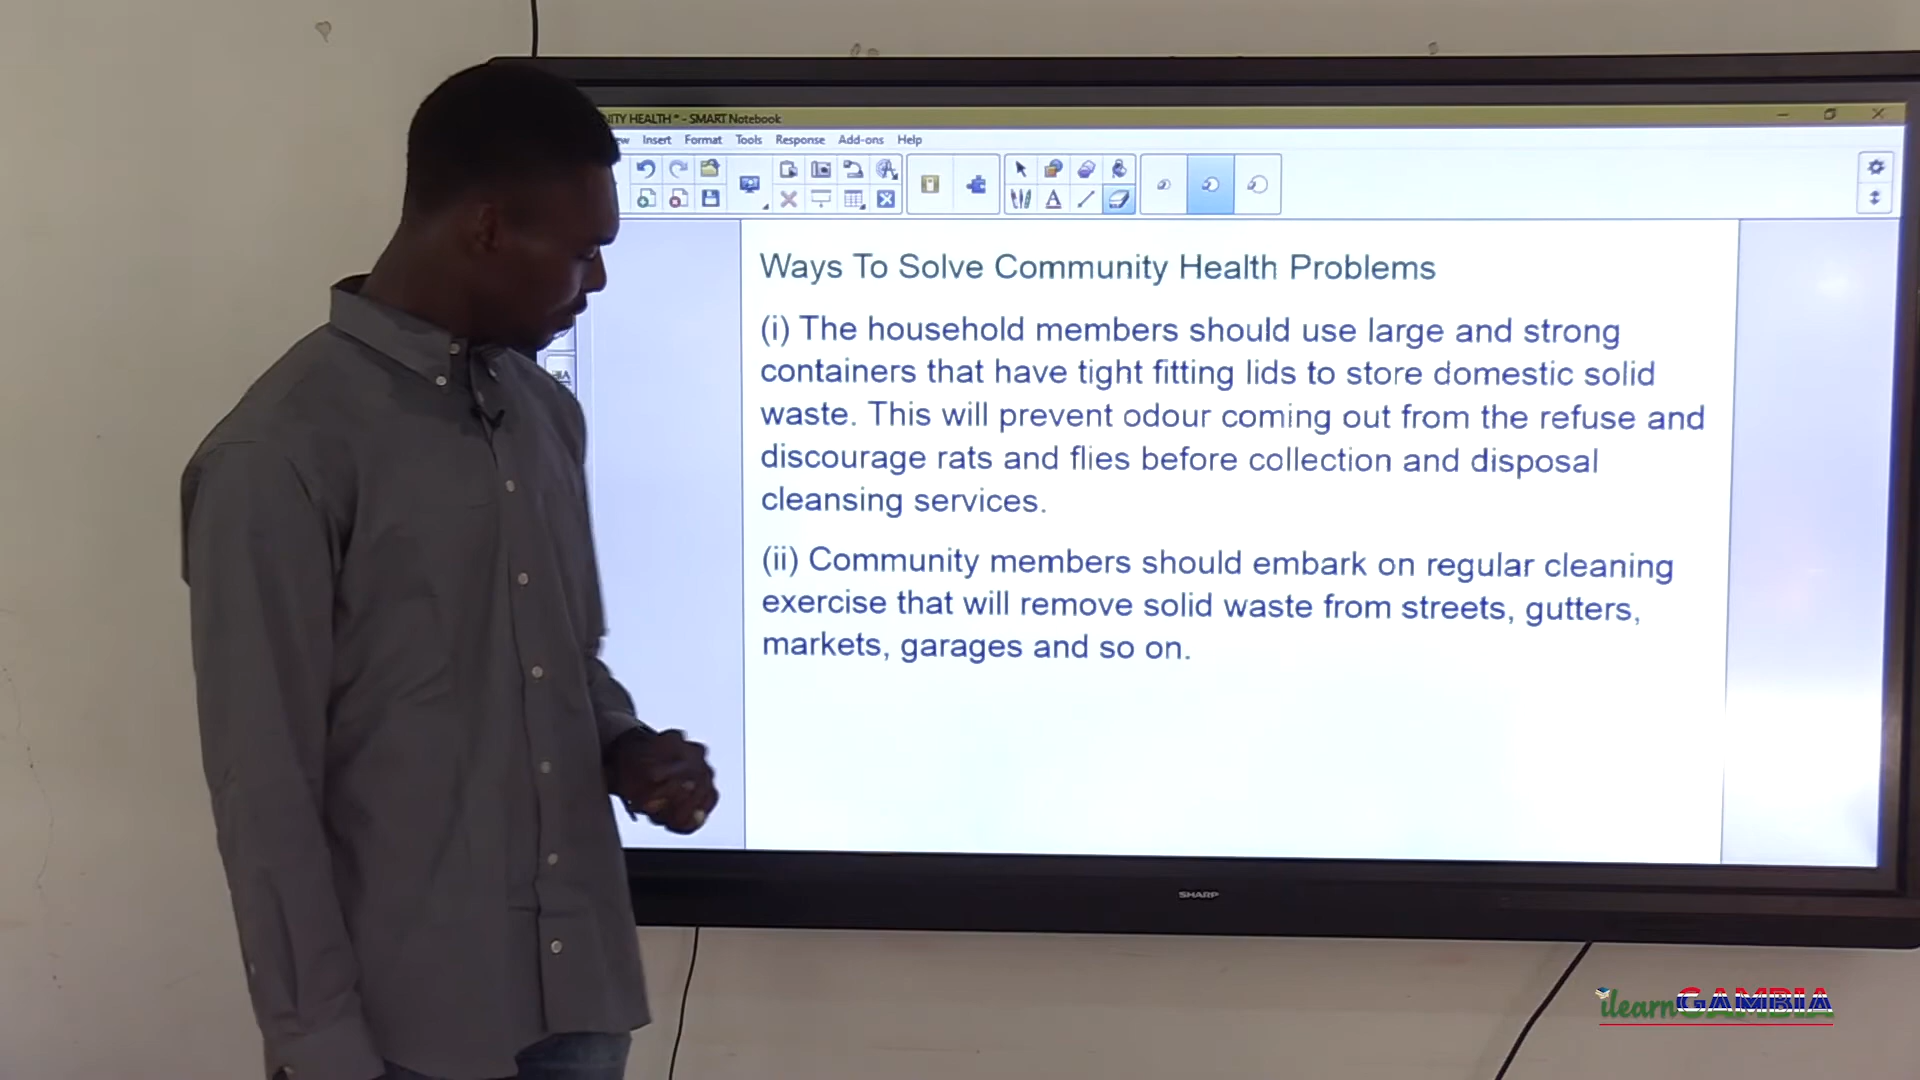 ITY HEALTH * - SMART Notebook
Insert Format Tools Response Add-ons Help
Ways To Solve Community Health Problems
(i) The household members should use large and strong
containers that have tight fitting lids to store domestic solid
waste. This will prevent odour coming out from the refuse and
discourage rats and flies before collection and disposal
cleansing services.
(ii) Community members should embark on regular cleaning
exercise that will remove solid waste from streets, gutters,
markets, garages and so on.
SHARP
ilearnGAMBIA